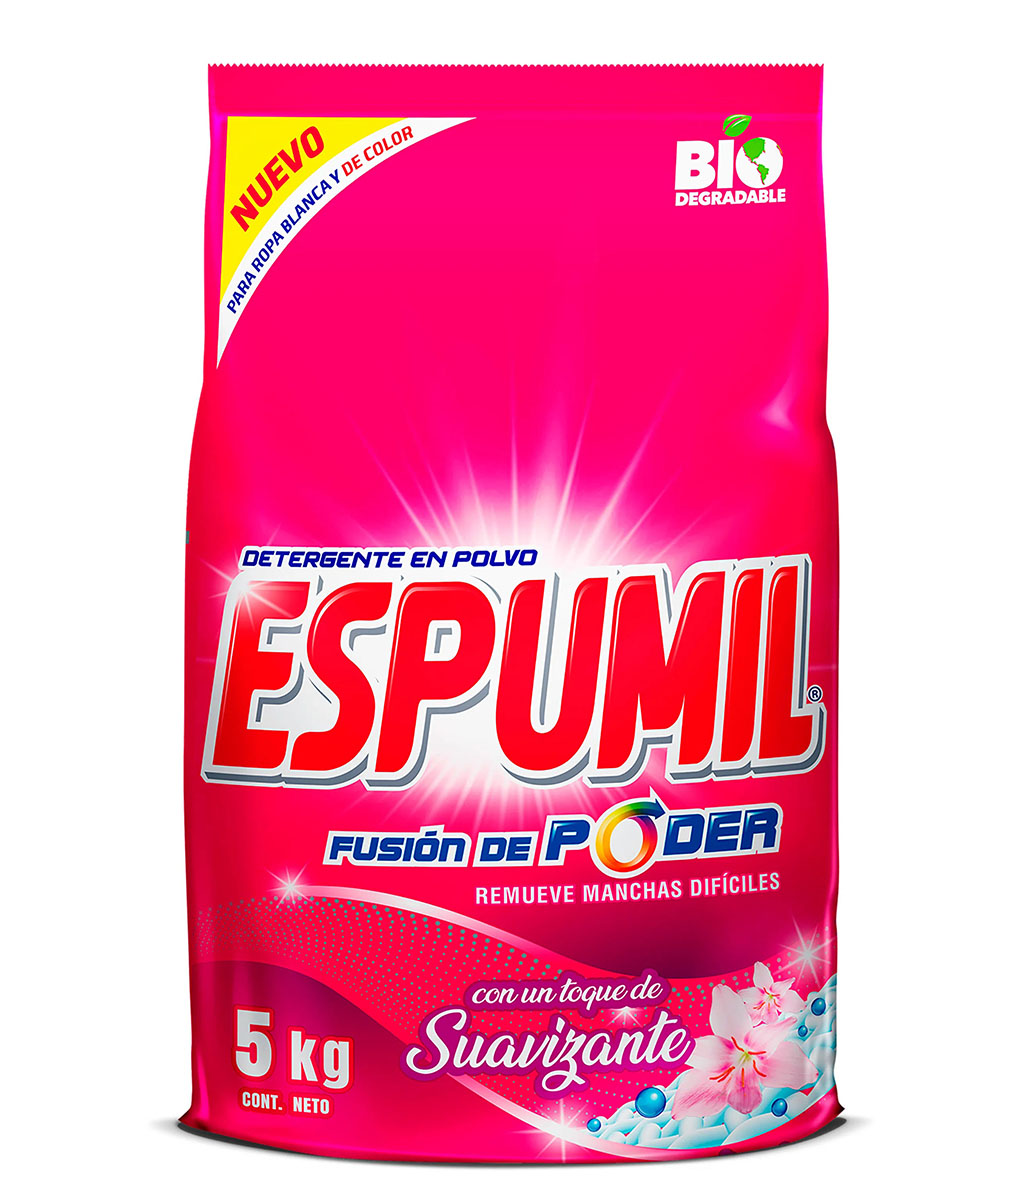 NUEVO
PARA ROPA BLANCA Y DE COLOR
BIO
DEGRADABLE
DETERGENTE EN POLVO
ESPUMIL®
FUSIÓN DE PODER
REMUEVE MANCHAS DIFÍCILES
con un toque de
Suavizante
5 kg
CONT. NETO